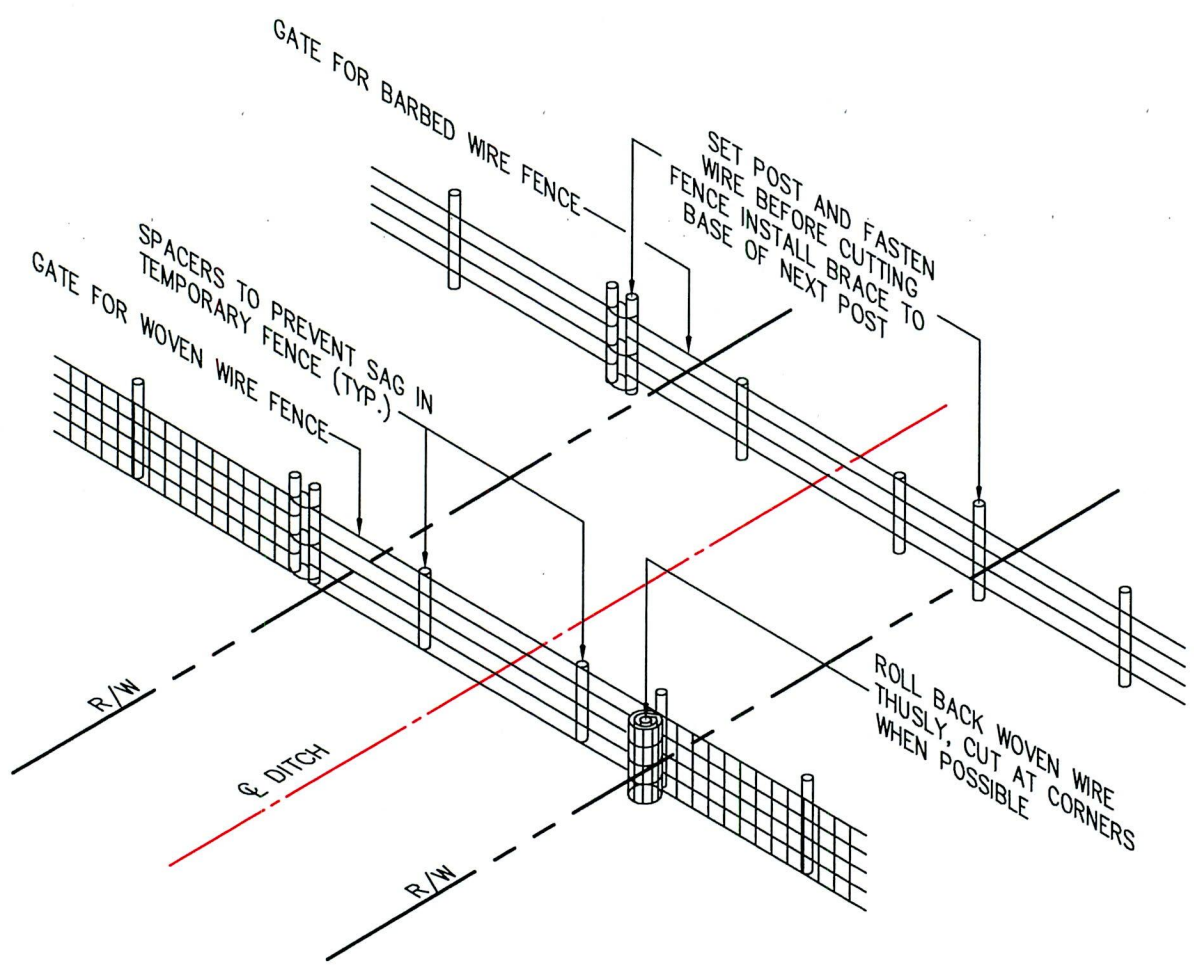 GATE FOR BARBED WIRE FENCE
SET POST AND FASTEN
WIRE BEFORE CUTTING
FENCE INSTALL BRACE TO
BASE OF NEXT POST
SPACERS TO PREVENT SAG IN
TEMPORARY FENCE (TYP.)
GATE FOR WOVEN WIRE FENCE
R/W
℄ DITCH
R/W
ROLL BACK WOVEN WIRE
THUSLY, CUT AT CORNERS
WHEN POSSIBLE